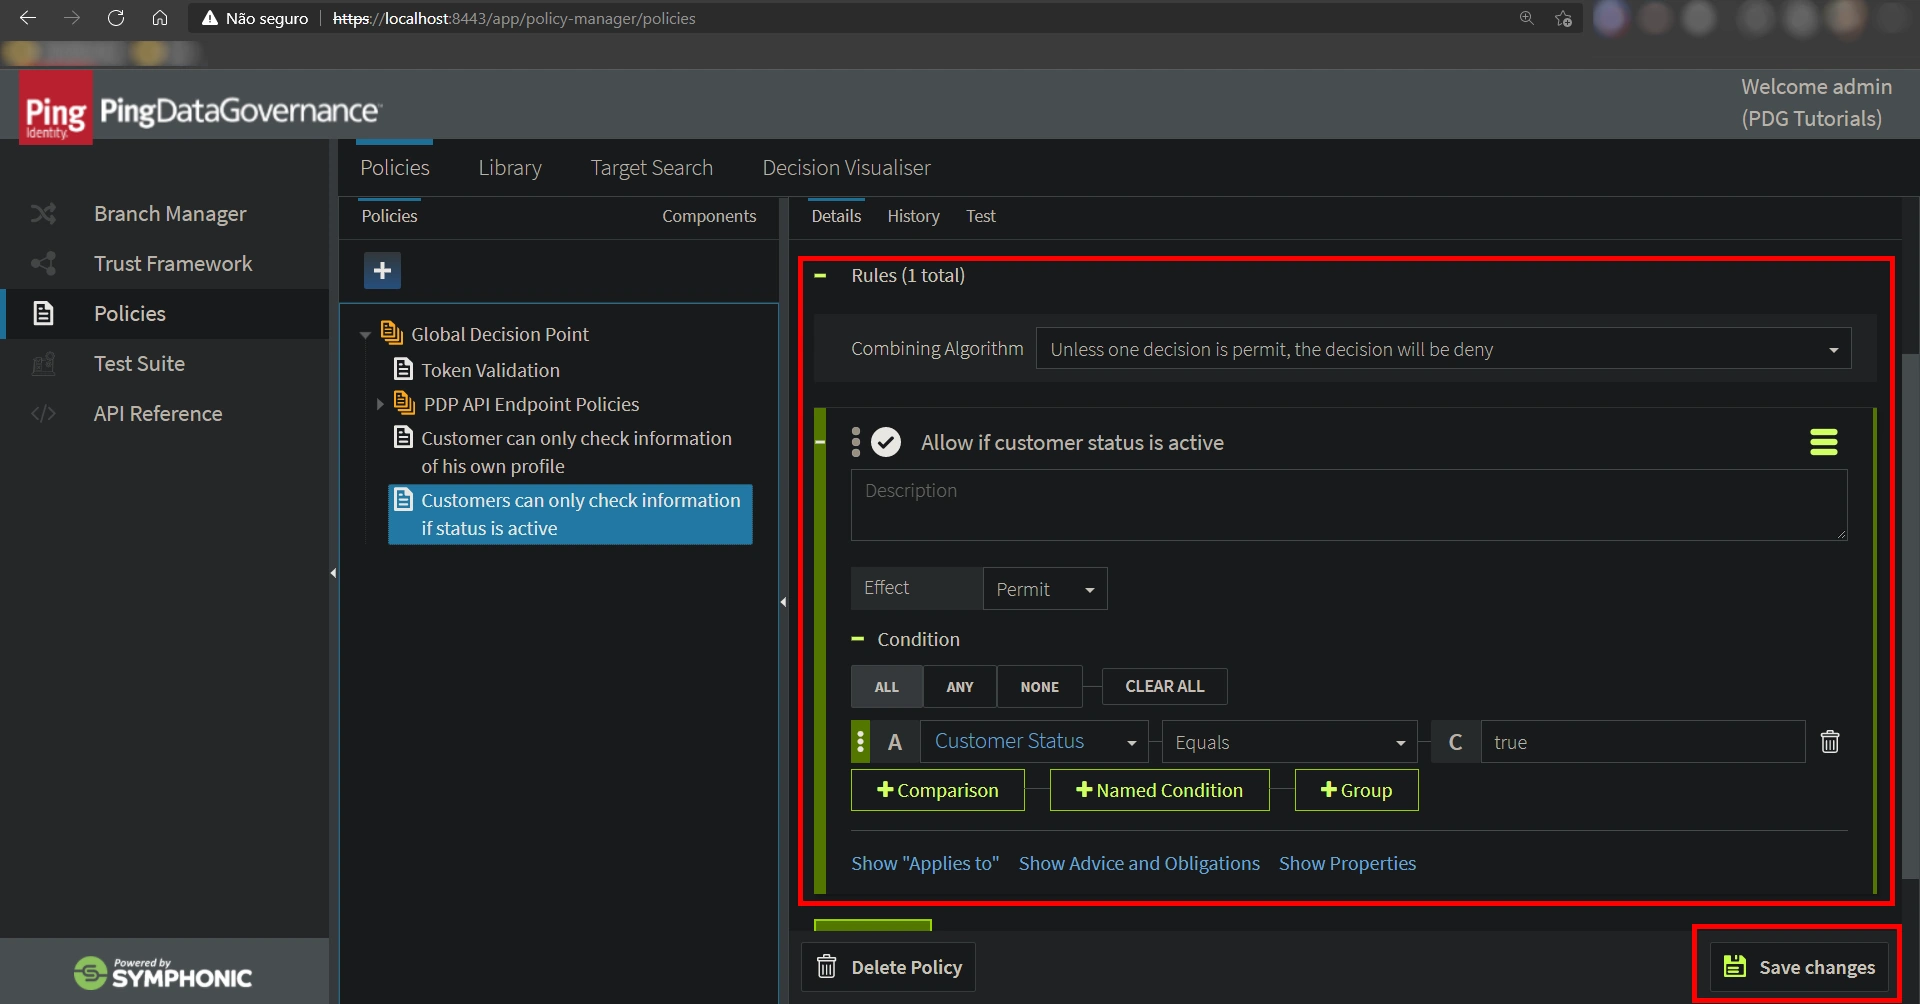 Não seguro
https://localhost:8443/app/policy-manager/policies
Ping
Identity.
PingDataGovernance
Welcome admin
(PDG Tutorials)
Branch Manager
Trust Framework
Policies
Test Suite
API Reference
Powered by
SYMPHONIC
Policies Library Target Search Decision Visualiser
Policies Components
+
Global Decision Point
Token Validation
PDP API Endpoint Policies
Customer can only check information
of his own profile
Customers can only check information
if status is active
Details History Test
Rules (1 total)
Combining Algorithm Unless one decision is permit, the decision will be deny
Allow if customer status is active
Description
Effect Permit
Condition
ALL ANY NONE CLEAR ALL
A Customer Status Equals C true
+ Comparison + Named Condition + Group
Show "Applies to" Show Advice and Obligations Show Properties
Delete Policy Save changes